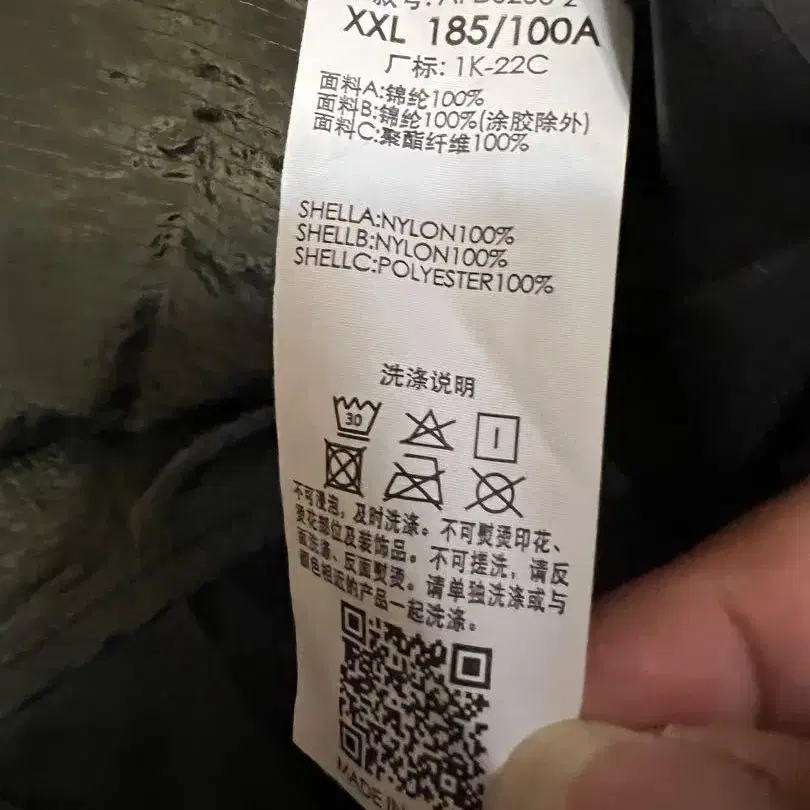 XXL 185/100A
厂标: 1K-22C
面料A:锦纶100%
面料B:锦纶100%(涂胶除外)
面料C:聚酯纤维100%
SHELLA:NYLON100%
SHELLB:NYLON100%
SHELLC:POLYESTER100%
洗涤说明
30
不可浸泡，及时洗涤。不可熨烫印花、
烫花部位及装饰品。不可搓洗，请反
面洗涤、反面熨烫。请单独洗涤或与
颜色相近的产品一起洗涤。
MADE IN